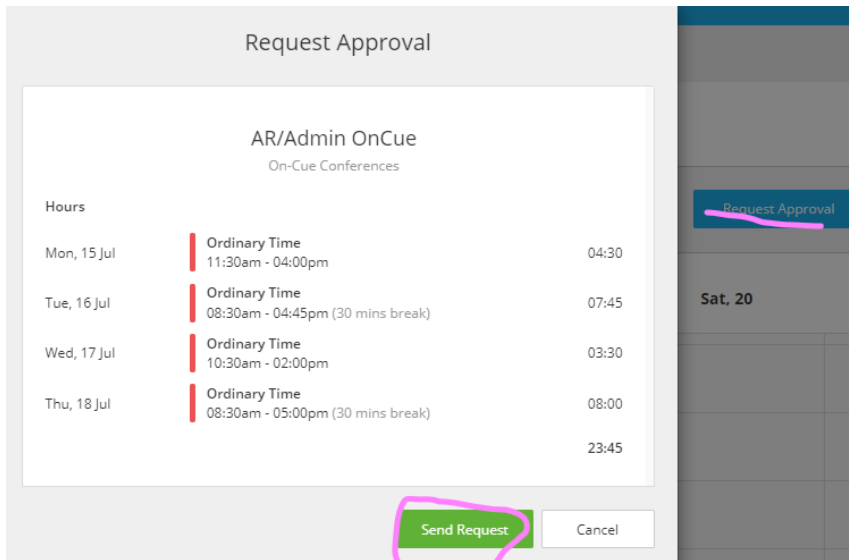 Request Approval
AR/Admin OnCue
On-Cue Conferences
Hours
Mon, 15 Jul
Ordinary Time
11:30am - 04:00pm
04:30
Tue, 16 Jul
Ordinary Time
08:30am - 04:45pm (30 mins break)
07:45
Wed, 17 Jul
Ordinary Time
10:30am - 02:00pm
03:30
Thu, 18 Jul
Ordinary Time
08:30am - 05:00pm (30 mins break)
08:00
23:45
Send Request
Cancel
Request Approval
Sat, 20